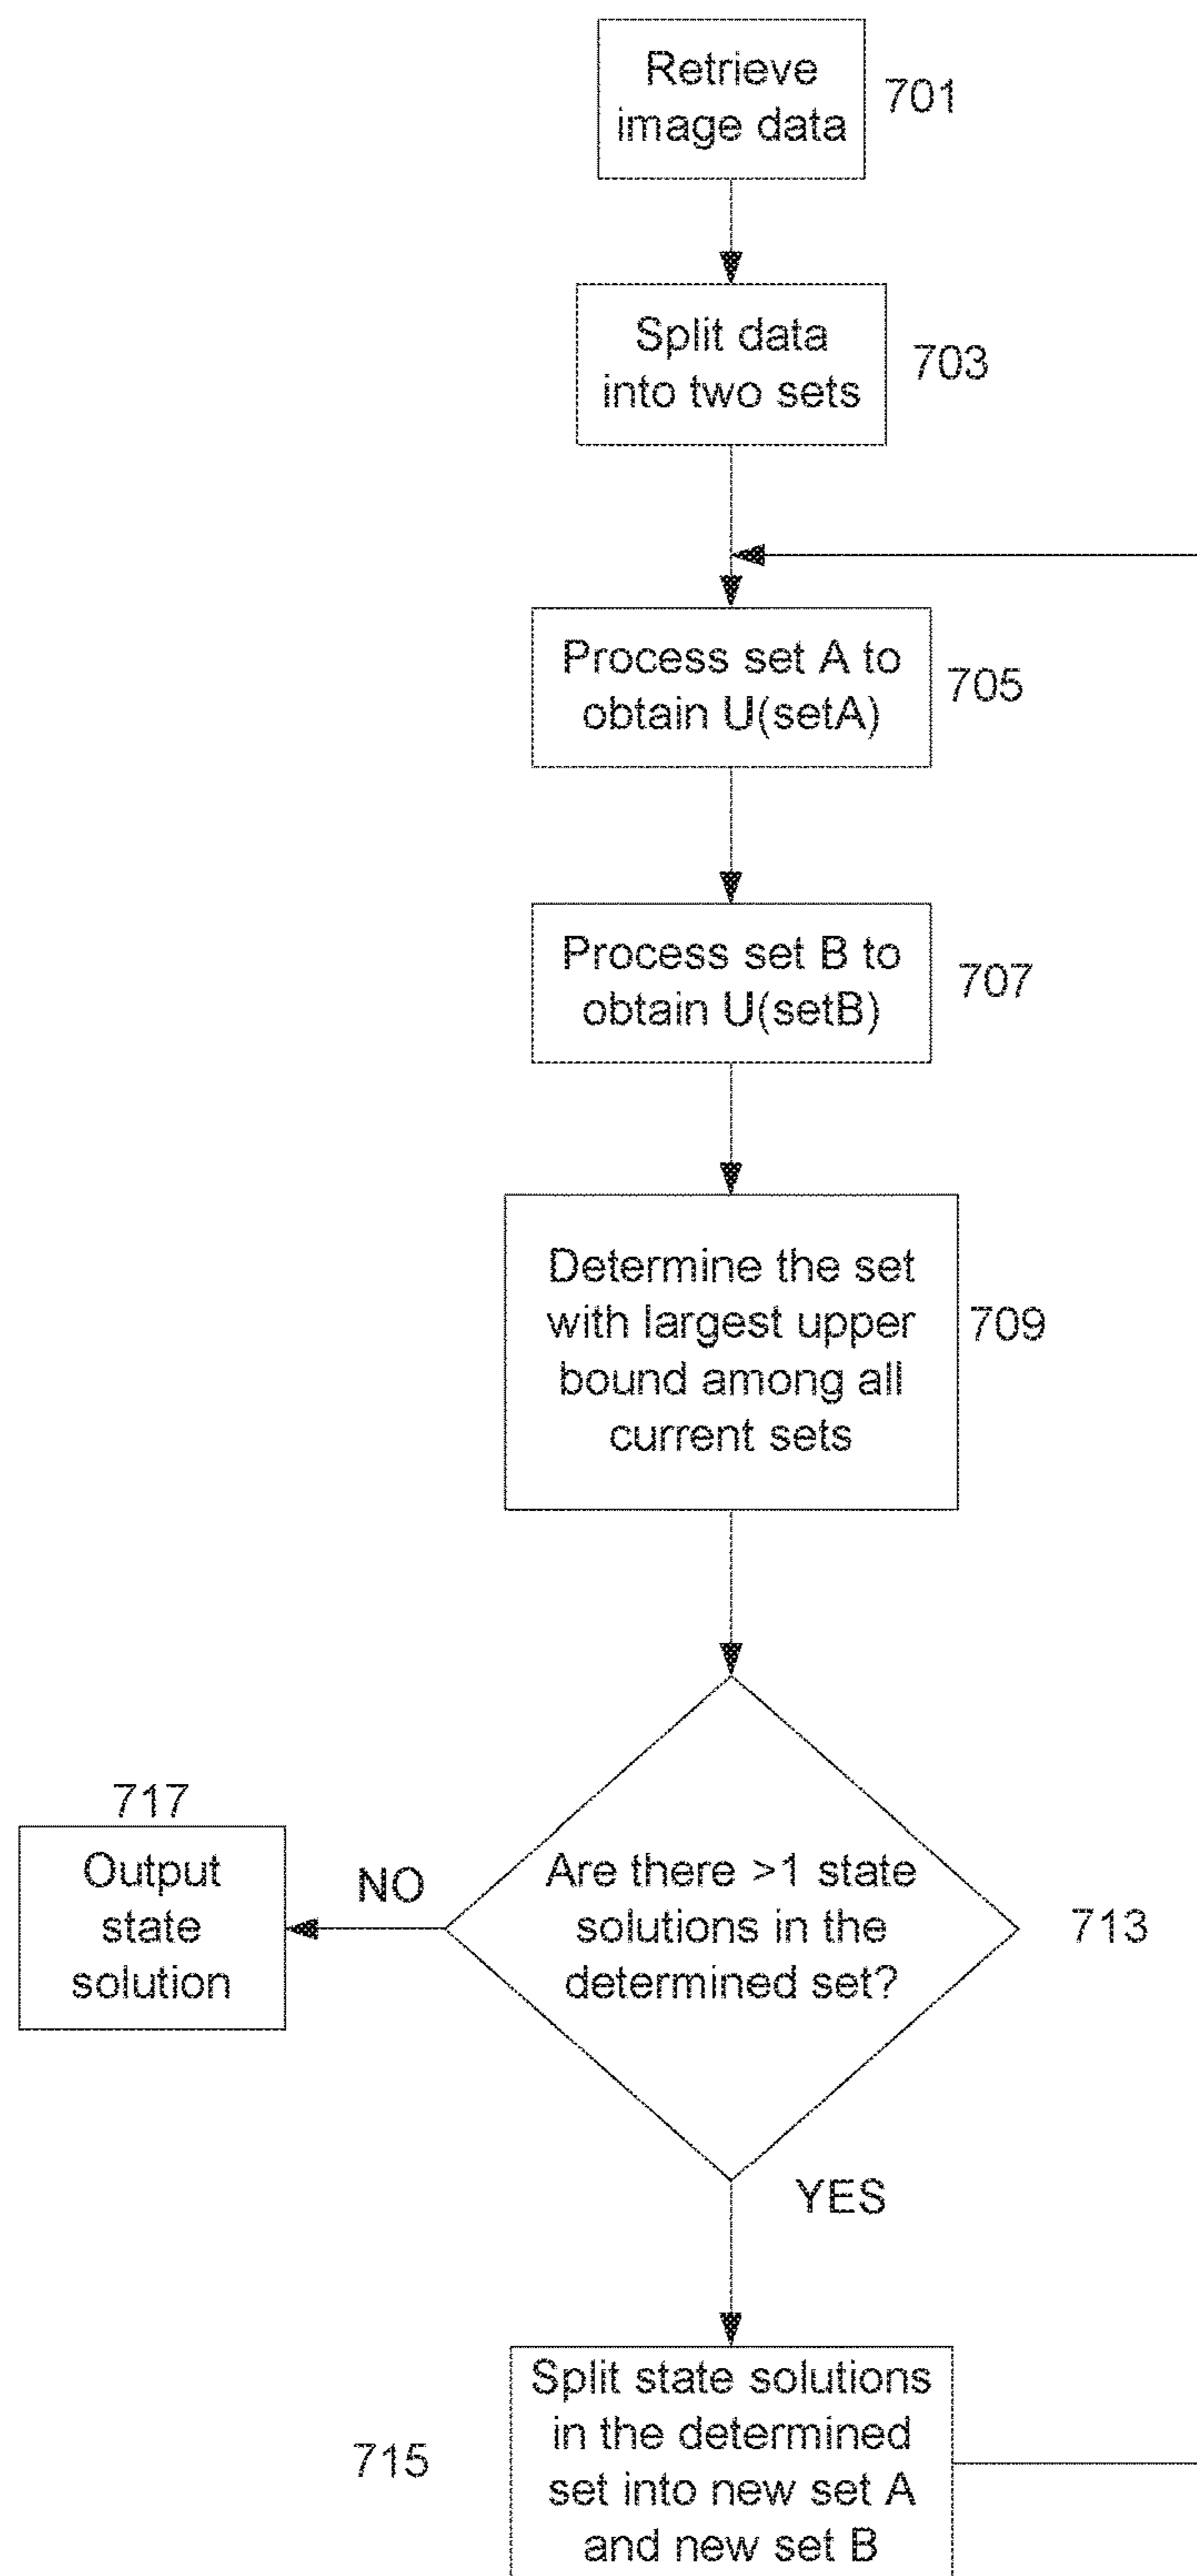 Retrieve
image data
701
Split data
into two sets
703
Process set A to
obtain U(setA)
705
Process set B to
obtain U(setB)
707
Determine the set
with largest upper
bound among all
current sets
709
717
Output
state
solution
NO
Are there >1 state
solutions in the
determined set?
713
YES
Split state solutions
in the determined
set into new set A
and new set B
715